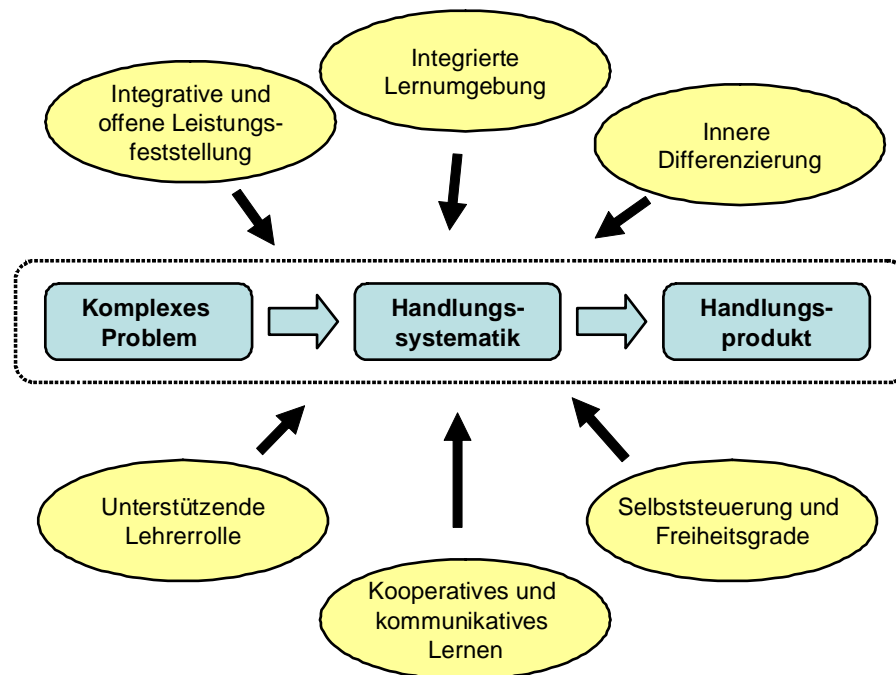 Integrierte
Lernumgebung
Integrative und
offene Leistungs-
feststellung
Innere
Differenzierung
Komplexes
Problem
Handlungs-
systematik
Handlungs-
produkt
Unterstützende
Lehrerrolle
Selbststeuerung und
Freiheitsgrade
Kooperatives und
kommunikatives
Lernen